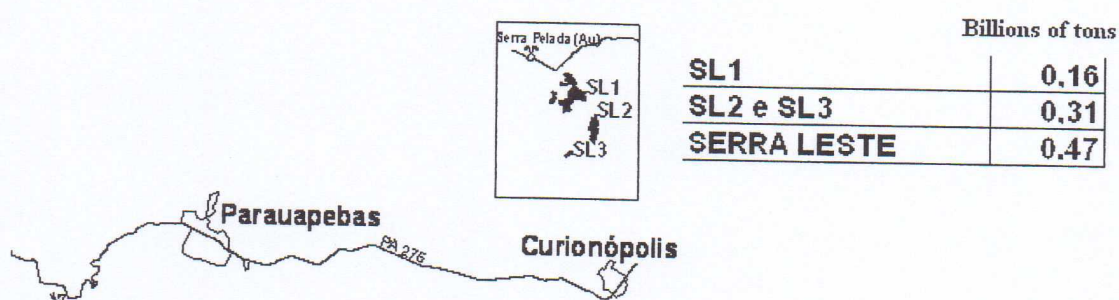 Billions of tons
Serra Pelada (Au)
SL1 0.16
SL2 e SL3 0.31
SERRA LESTE 0.47
SL1
SL2
SL3
Parauapebas
PA 275
Curionópolis